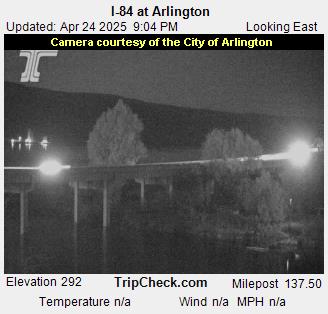 I-84 at Arlington
Updated: Apr 24 2025 9:04 PM Looking East
Camera courtesy of the City of Arlington
Elevation 292 TripCheck.com Milepost 137.50
Temperature n/a Wind n/a MPH n/a